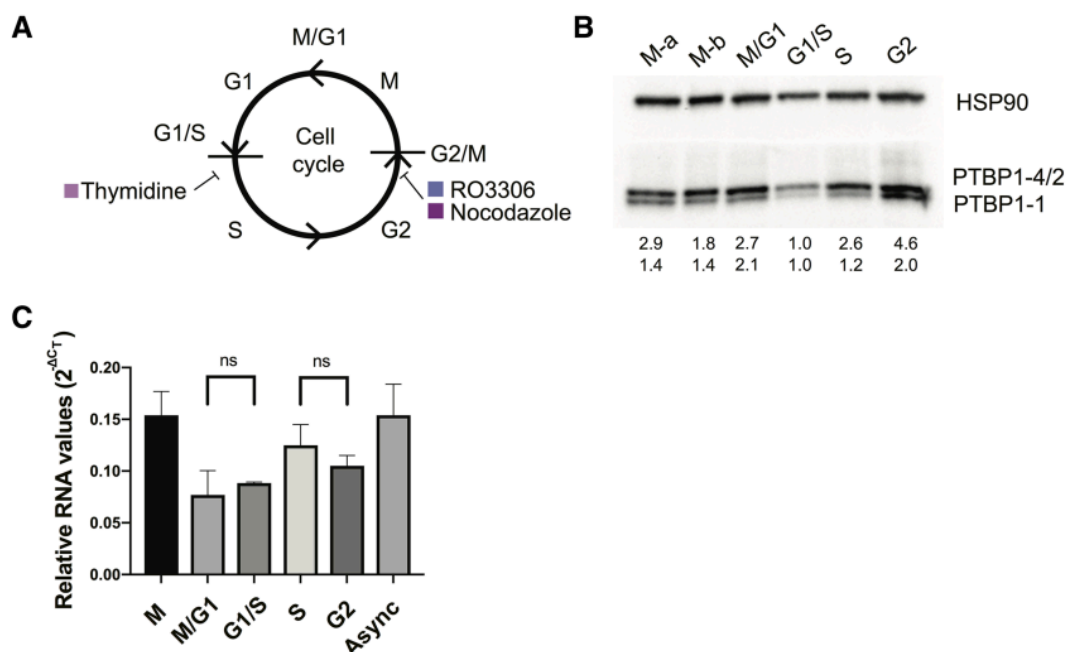 A
M/G1
G1
M
G1/S
Cell
cycle
G2/M
Thymidine
RO3306
Nocodazole
S
G2
B
M-a M-b M/G1 G1/S S G2
HSP90
PTBP1-4/2
PTBP1-1
2.9 1.8 2.7 1.0 2.6 4.6
1.4 1.4 2.1 1.0 1.2 2.0
C
Relative RNA values (2^-ΔCT)
ns ns
0.20
0.15
0.10
0.05
0.00
M M/G1 G1/S S G2 Async